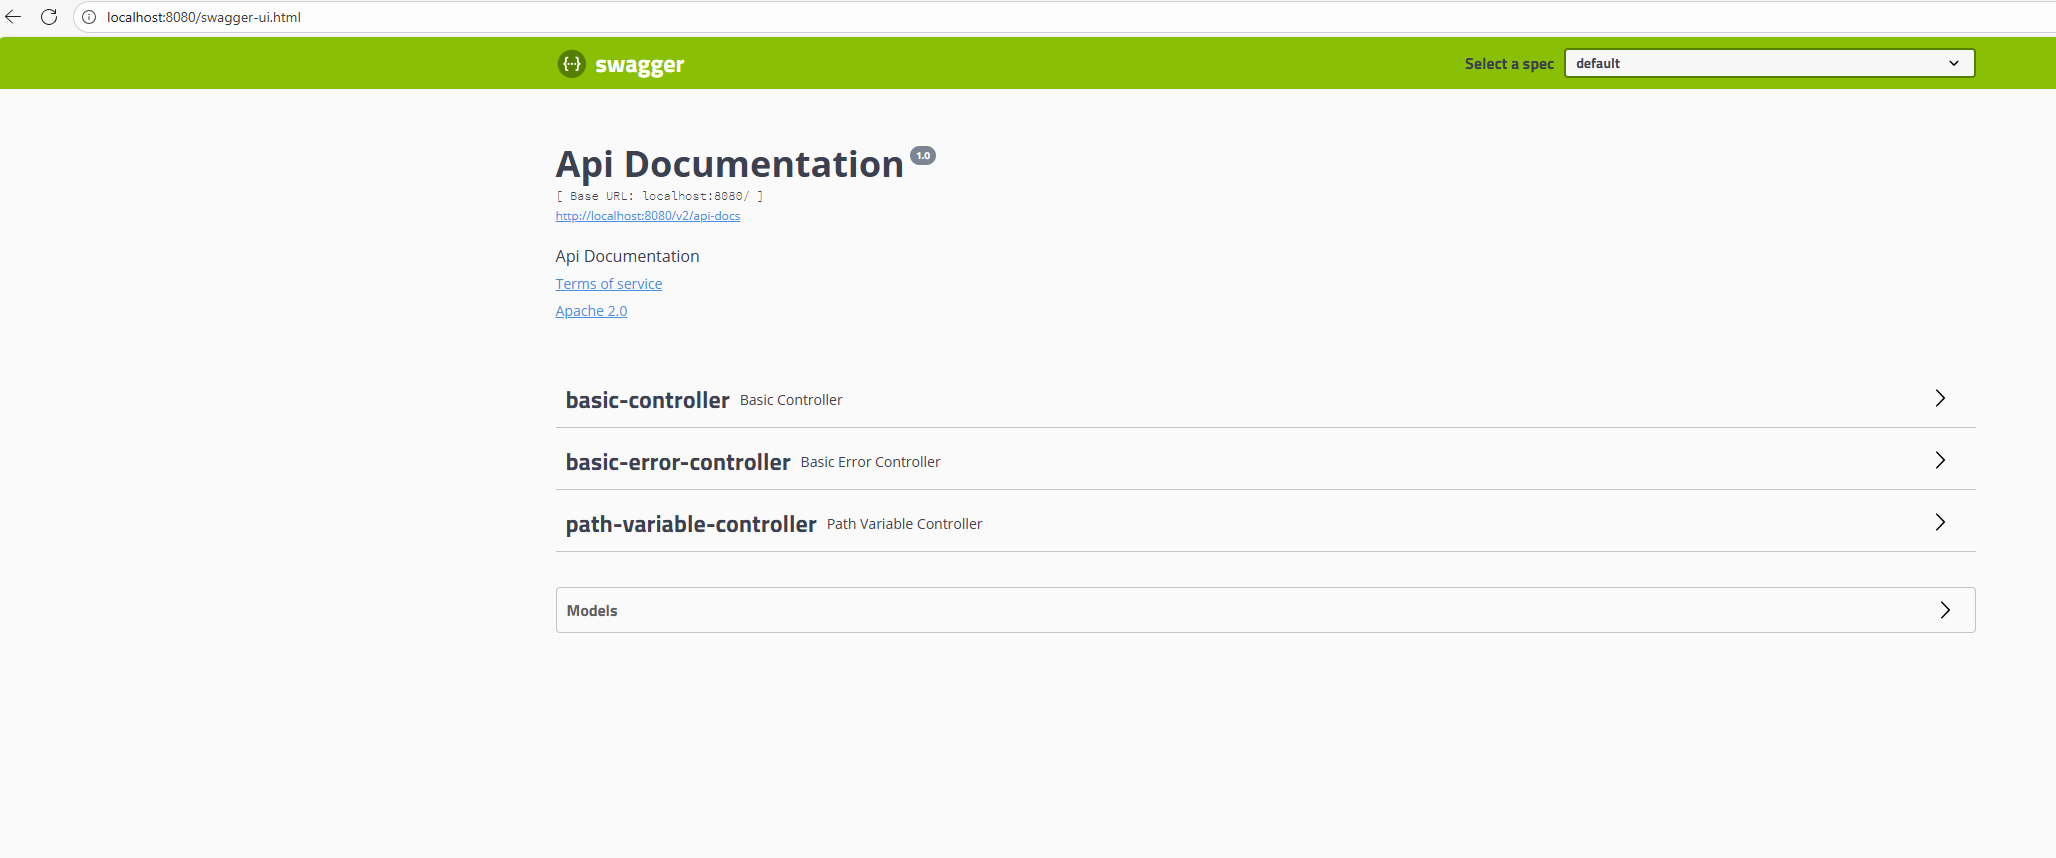 localhost:8080/swagger-ui.html
swagger
Select a spec default
Api Documentation 1.0
[ Base URL: localhost:8080/ ]
http://localhost:8080/v2/api-docs
Api Documentation
Terms of service
Apache 2.0
basic-controller Basic Controller
basic-error-controller Basic Error Controller
path-variable-controller Path Variable Controller
Models